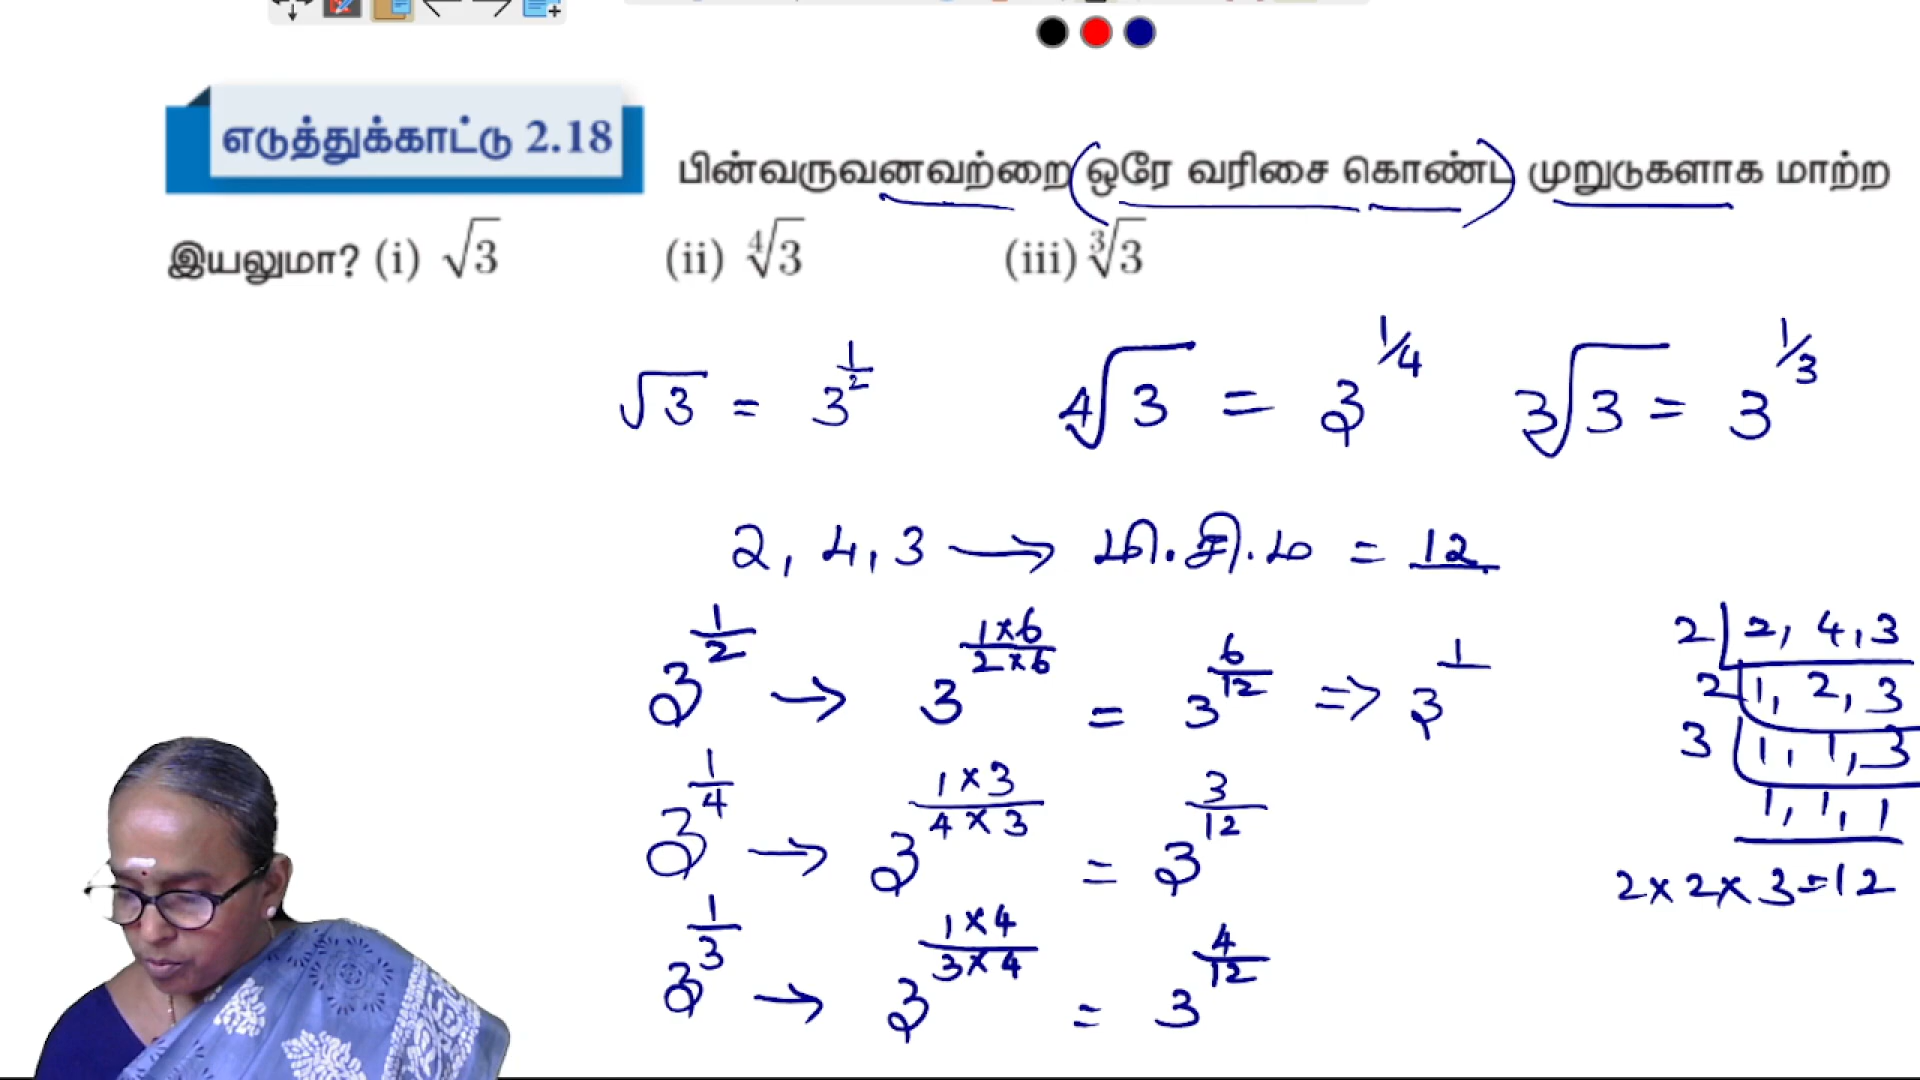 எடுத்துக்காட்டு 2.18
பின்வருவனவற்றை ஒரே வரிசை கொண்ட முறுடுகளாக மாற்ற
இயலுமா? (i) √3 (ii) ∜3 (iii) ∛3
√3 = 3^(1/2) ∜3 = 3^(1/4) ∛3 = 3^(1/3)
2, 4, 3 → மி.சி.ம = 12
3^(1/2) → 3^((1×6)/(2×6)) = 3^(6/12) ⇒ 3^1
3^(1/4) → 3^((1×3)/(4×3)) = 3^(3/12)
3^(1/3) → 3^((1×4)/(3×4)) = 3^(4/12)
2 | 2, 4, 3
2 | 1, 2, 3
3 | 1, 1, 3
1, 1, 1
2 × 2 × 3 = 12